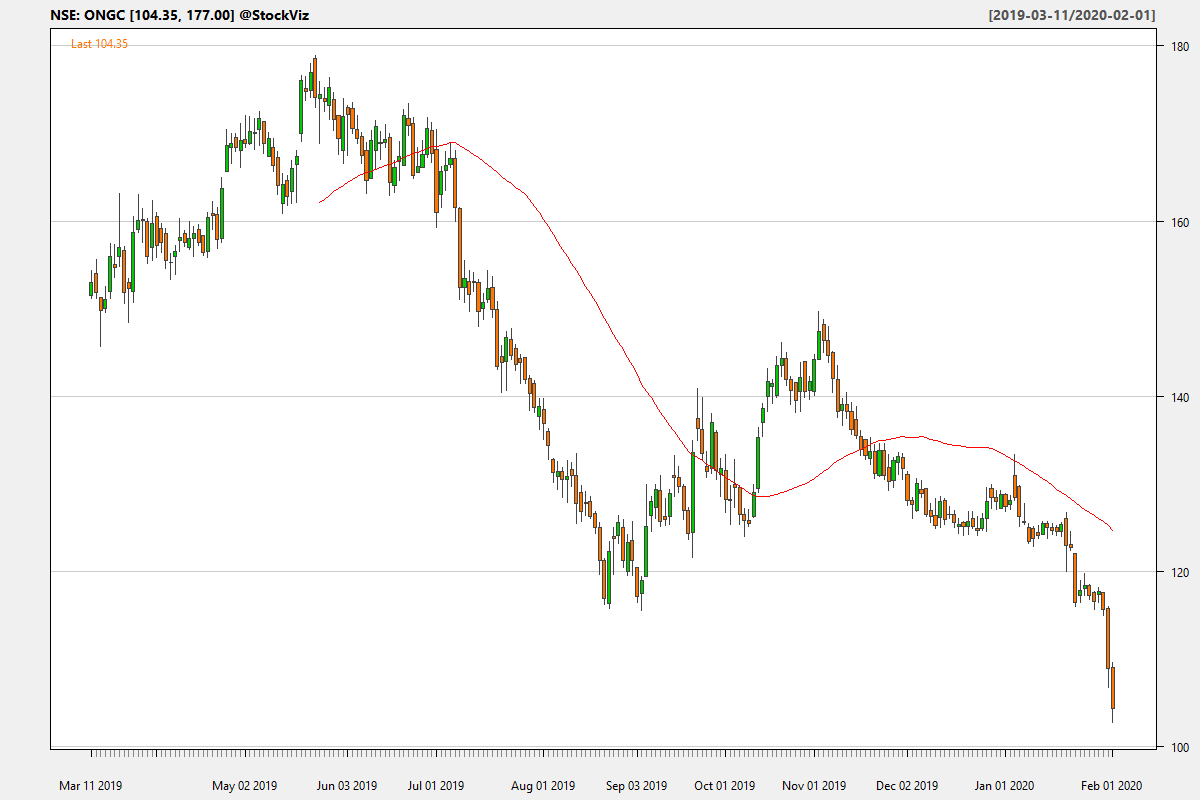 NSE: ONGC [104.35, 177.00] @StockViz
[2019-03-11/2020-02-01]
Last 104.35
180
160
140
120
100
Mar 11 2019
May 02 2019
Jun 03 2019
Jul 01 2019
Aug 01 2019
Sep 03 2019
Oct 01 2019
Nov 01 2019
Dec 02 2019
Jan 01 2020
Feb 01 2020